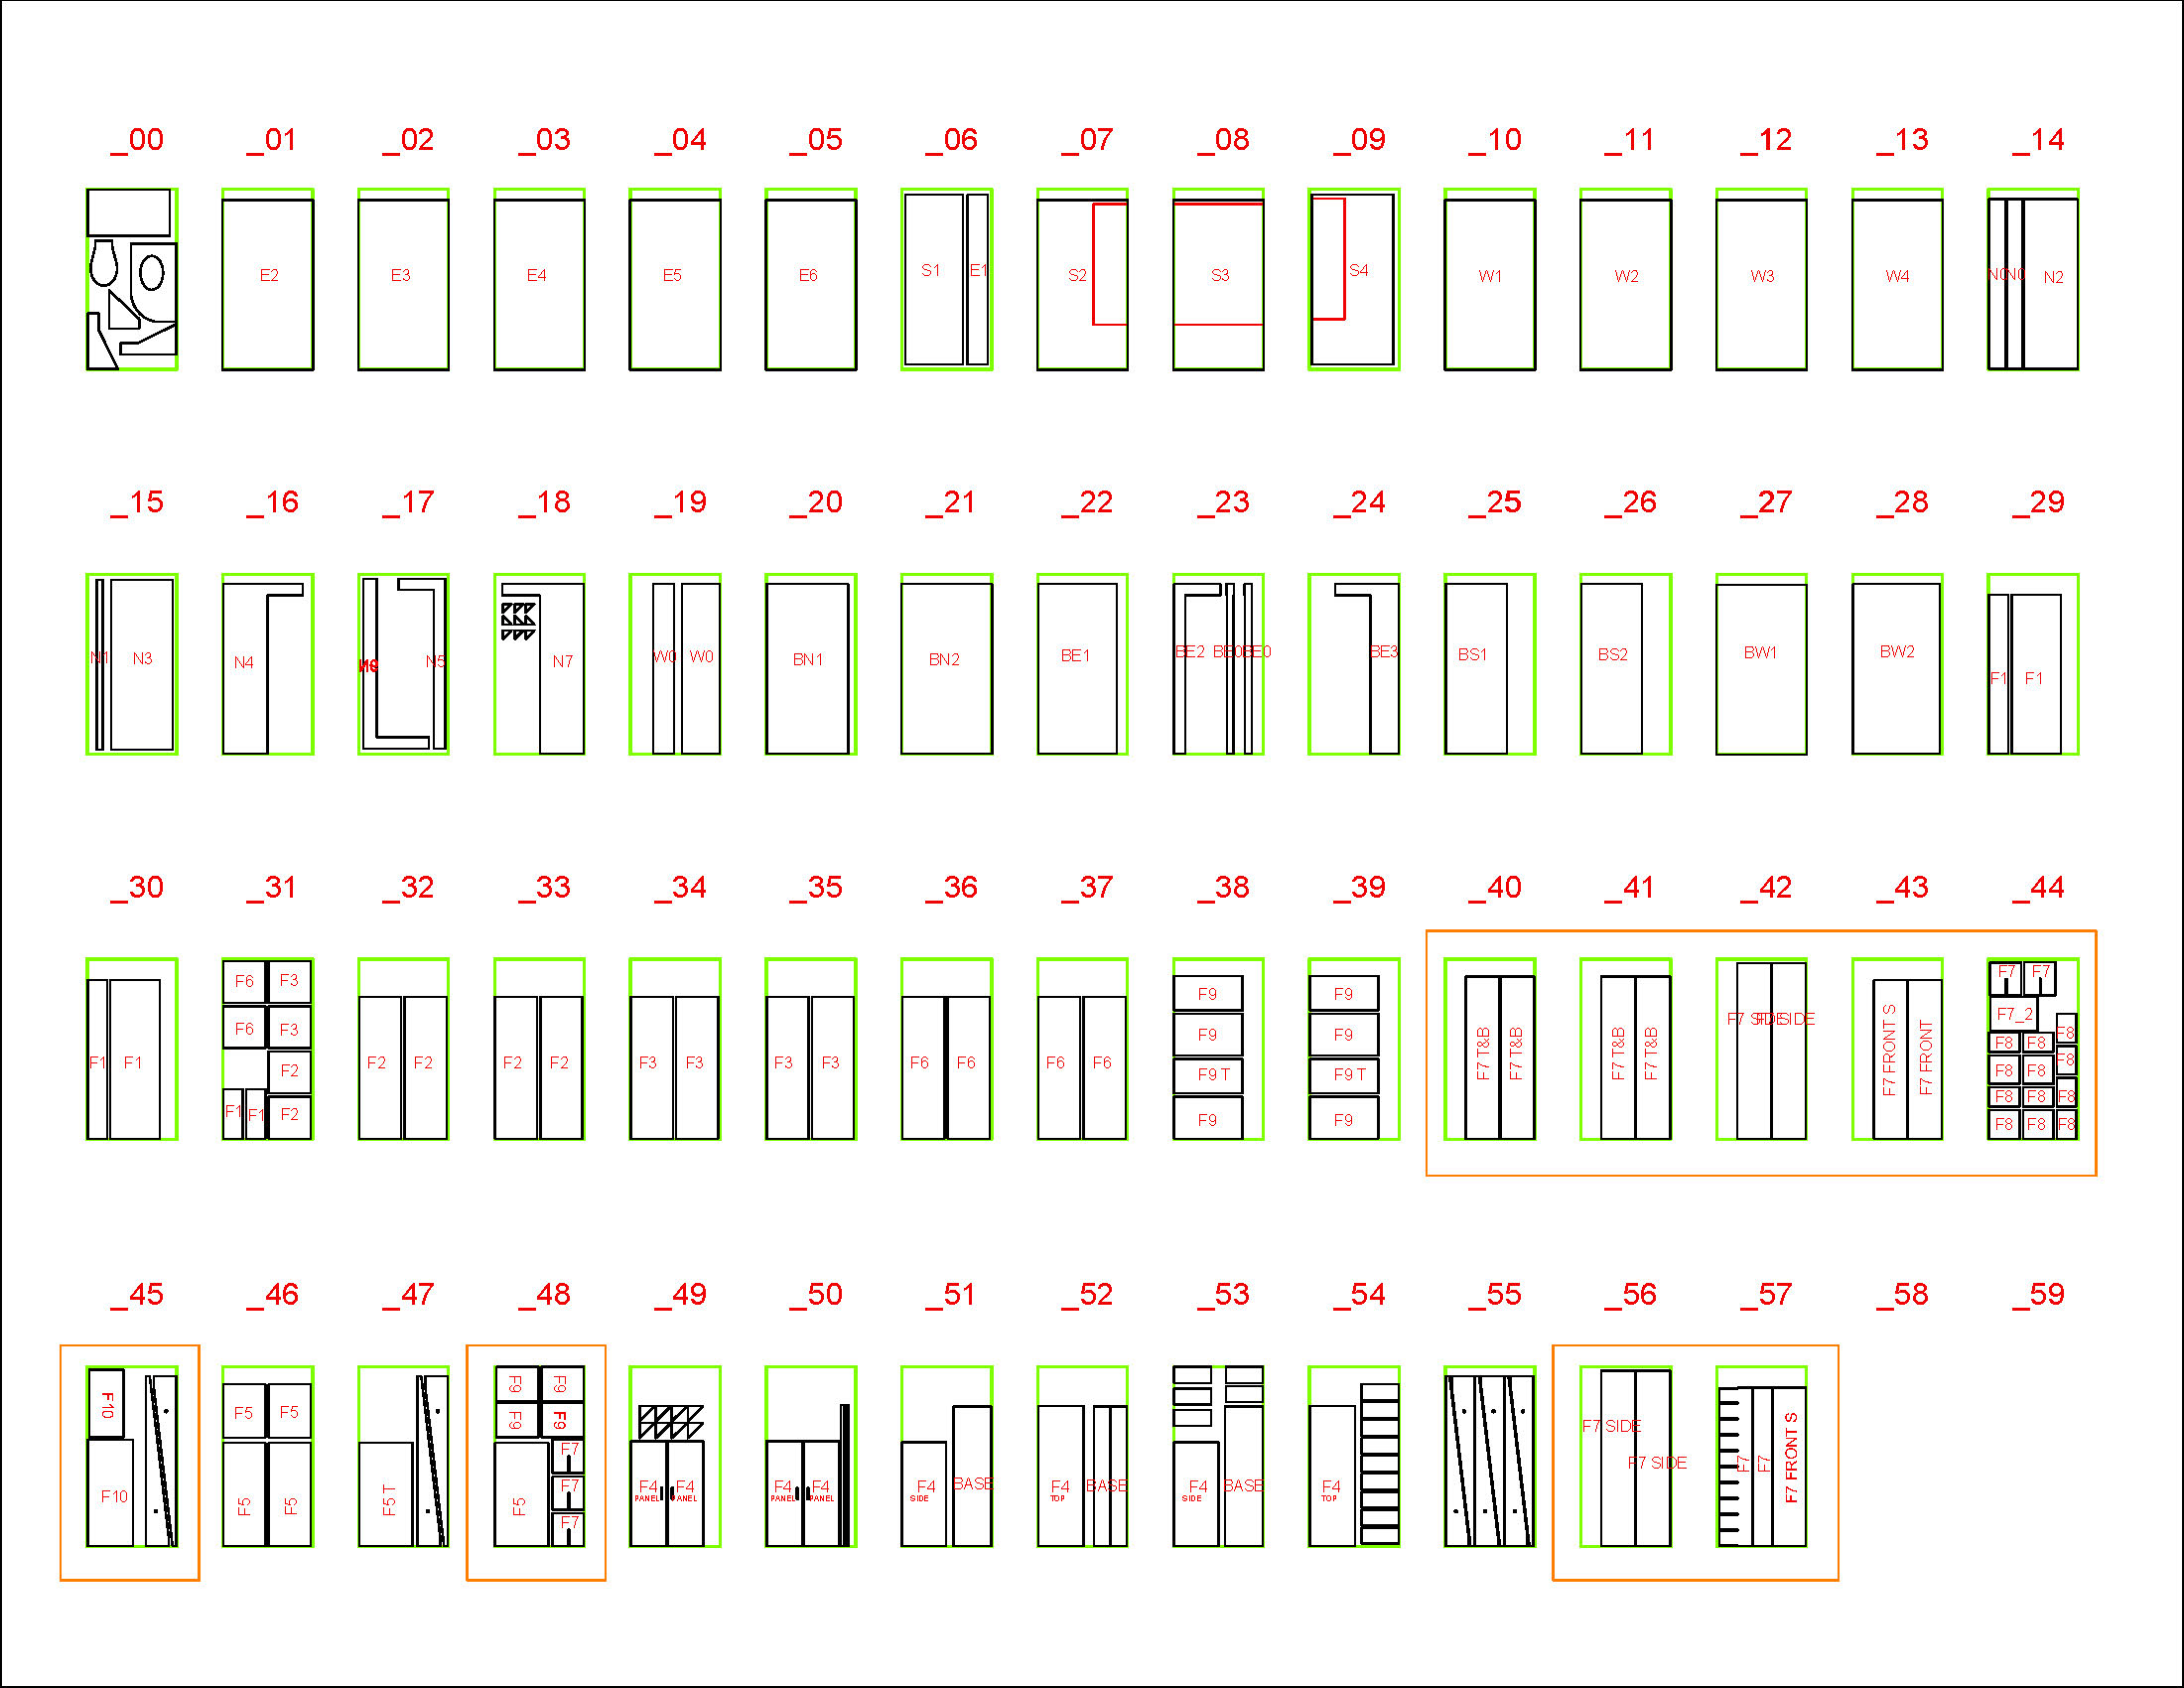 _00 _01 _02 _03 _04 _05 _06 _07 _08 _09 _10 _11 _12 _13 _14
E2 E3 E4 E5 E6 S1 E1 S2 S3 S4 W1 W2 W3 W4 N0 N0 N2
_15 _16 _17 _18 _19 _20 _21 _22 _23 _24 _25 _26 _27 _28 _29
N1 N3 N4 N5 N7 W0 W0 BN1 BN2 BE1 BE2 BE0 BE0 BE3 BS1 BS2 BW1 BW2 F1 F1
_30 _31 _32 _33 _34 _35 _36 _37 _38 _39 _40 _41 _42 _43 _44
F1 F1
F6 F3
F6 F3
F2
F1 F1 F2
F2 F2
F2 F2
F3 F3
F3 F3
F6 F6
F6 F6
F9
F9
F9 T
F9
F9
F9
F9 T
F9
F7 T&B F7 T&B
F7 T&B F7 T&B
F7 SIDE F7 SIDE
F7 FRONT S F7 FRONT
F7 F7
F7_2
F8
F8 F8
F8
F8 F8
F8 F8 F8
F8 F8 F8
_45 _46 _47 _48 _49 _50 _51 _52 _53 _54 _55 _56 _57 _58 _59
F10
F10
F5 F5
F5 F5
F5 T
F9 F9
F9 F9
F7
F7
F5
F7
F4 F4
PANEL PANEL
F4 F4
PANEL PANEL
F4 BASE
SIDE
F4 BASE
TOP
F4 BASE
SIDE
F4
TOP
F7 SIDE
F7 SIDE
F7 F7 F7 FRONT S